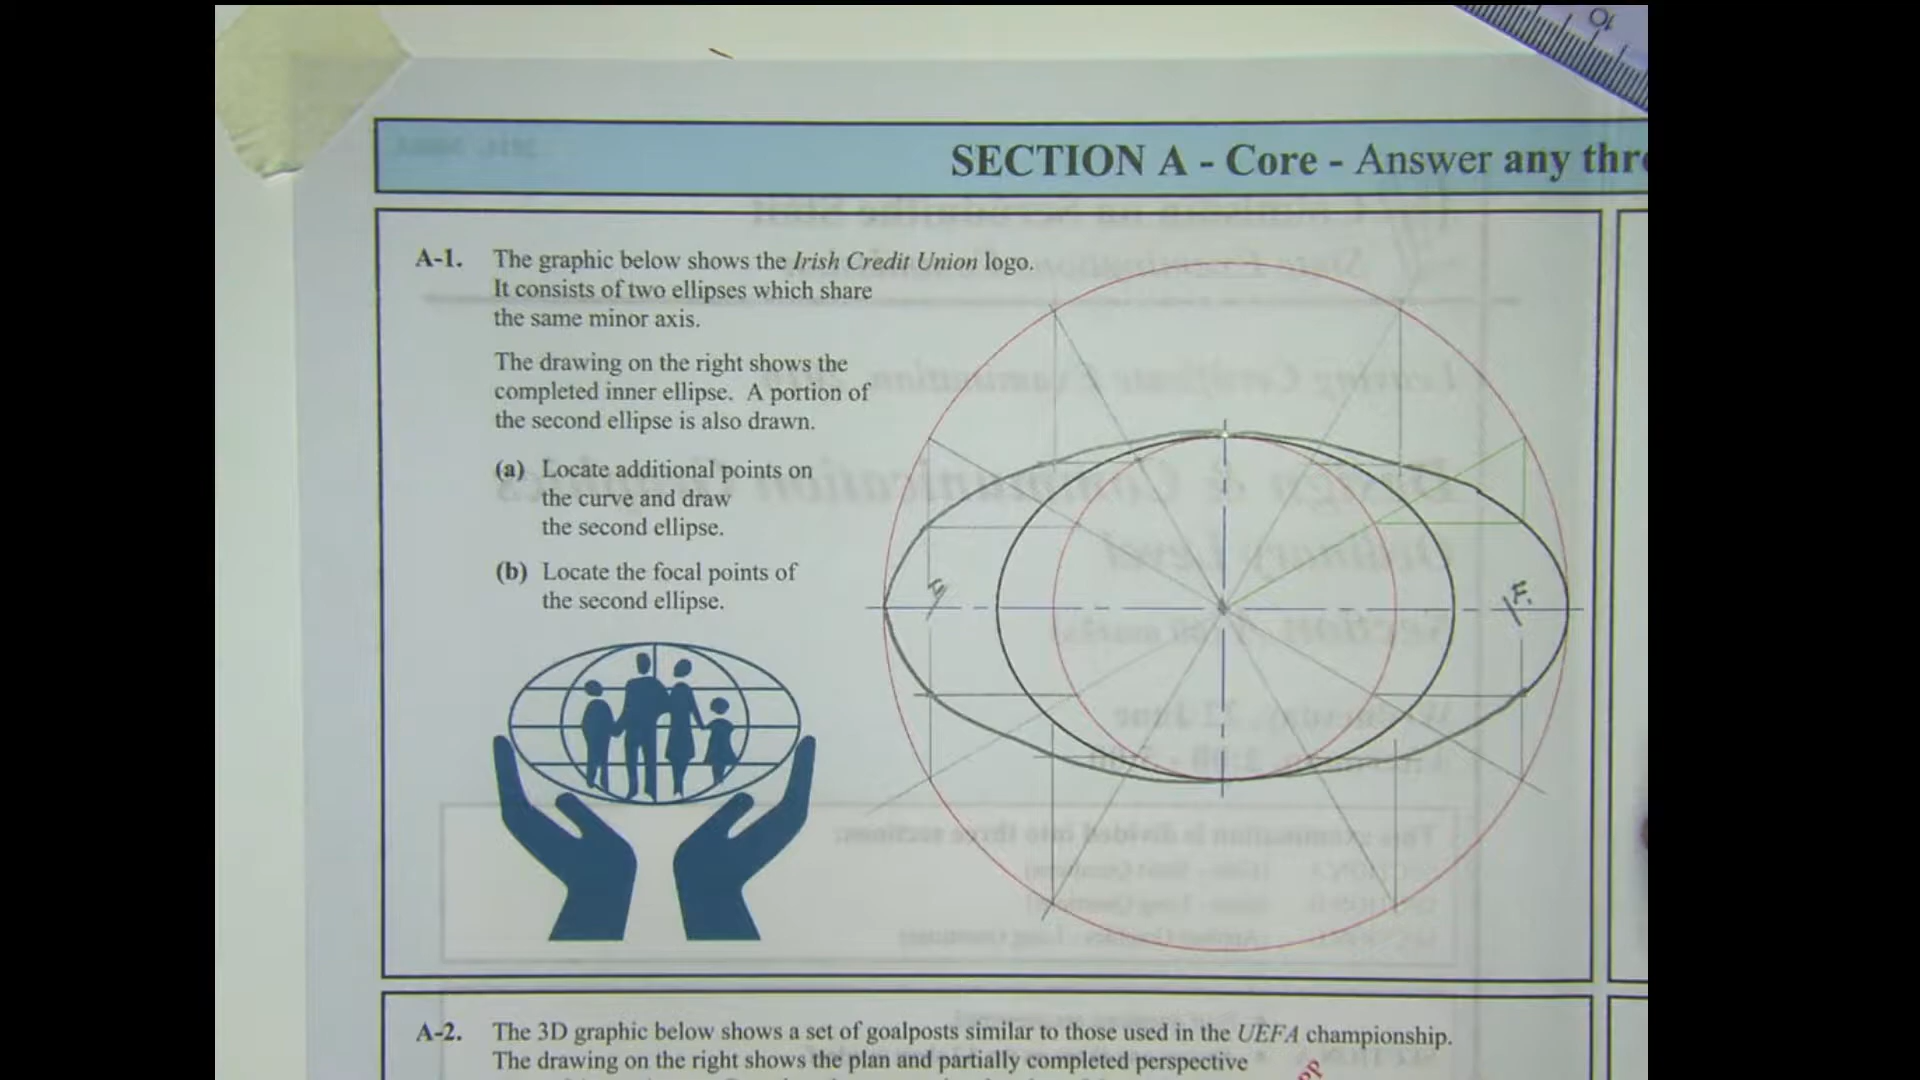 10
SECTION A - Core - Answer any thre
A-1. The graphic below shows the Irish Credit Union logo.
It consists of two ellipses which share
the same minor axis.
The drawing on the right shows the
completed inner ellipse. A portion of
the second ellipse is also drawn.
(a) Locate additional points on
the curve and draw
the second ellipse.
(b) Locate the focal points of
the second ellipse.
F.
A-2. The 3D graphic below shows a set of goalposts similar to those used in the UEFA championship.
The drawing on the right shows the plan and partially completed perspective